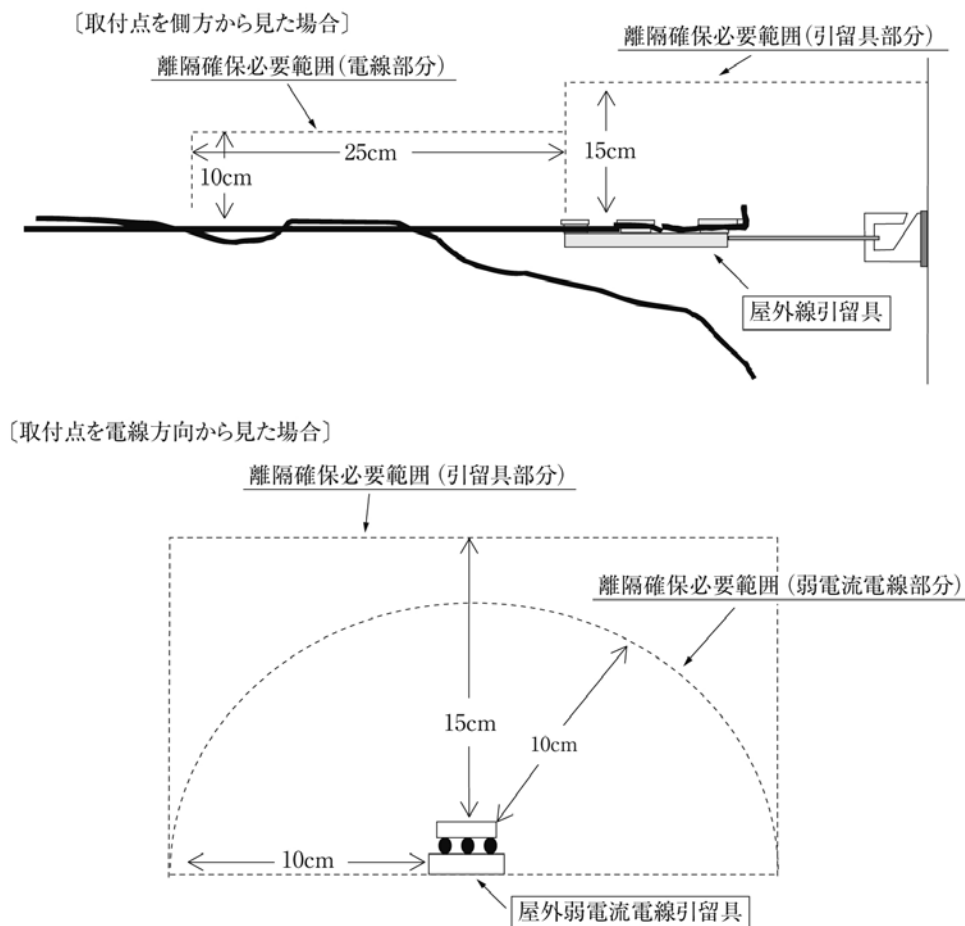 〔取付点を側方から見た場合〕
離隔確保必要範囲(引留具部分)
離隔確保必要範囲(電線部分)
25cm
15cm
10cm
屋外線引留具
〔取付点を電線方向から見た場合〕
離隔確保必要範囲(引留具部分)
離隔確保必要範囲(弱電流電線部分)
15cm
10cm
10cm
屋外弱電流電線引留具